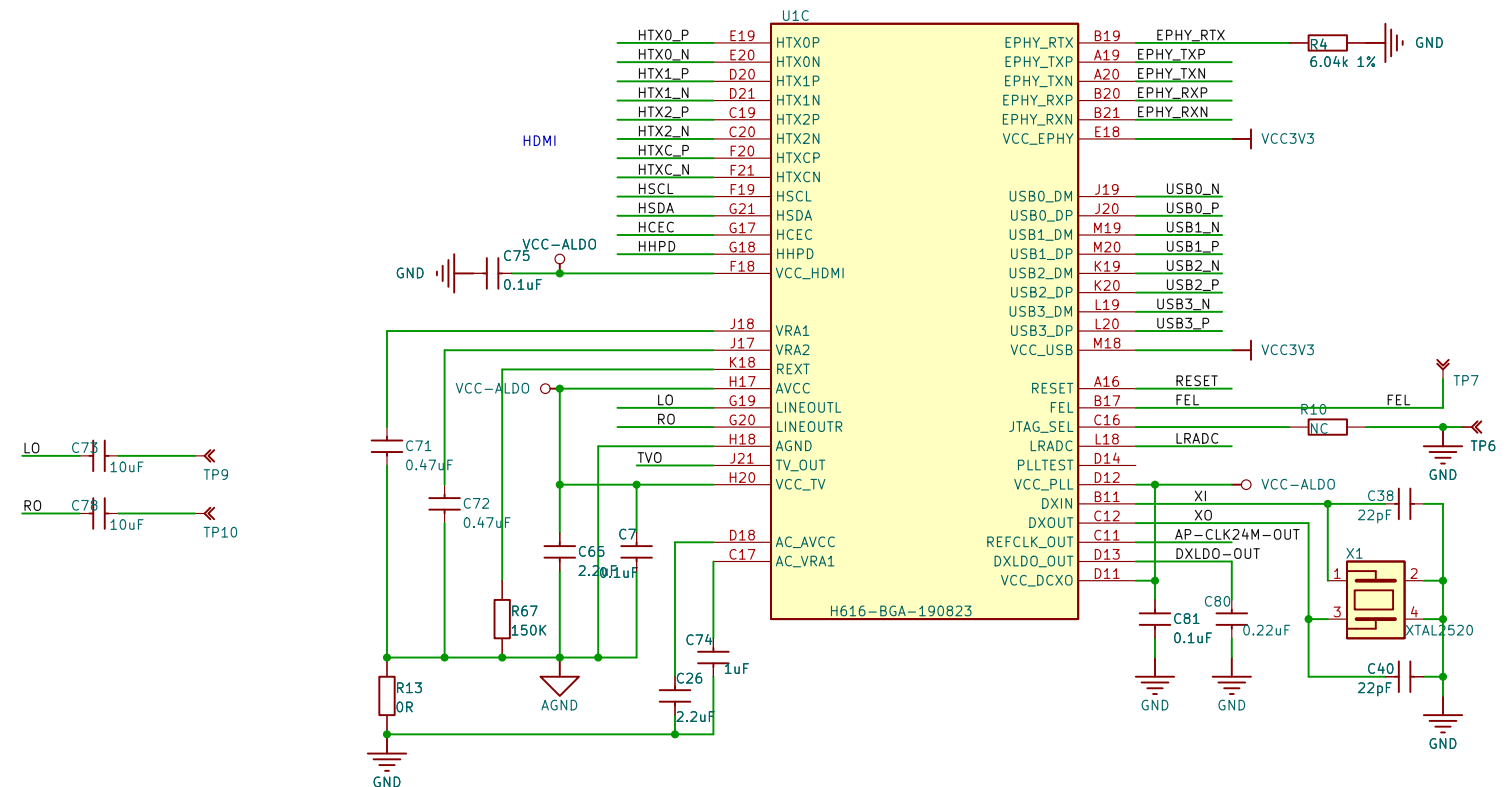 U1C
HTX0_P E19 HTX0P EPHY_RTX B19 EPHY_RTX R4 GND
HTX0_N E20 HTX0N EPHY_TXP A19 EPHY_TXP 6.04k 1%
HTX1_P D20 HTX1P EPHY_TXN A20 EPHY_TXN
HTX1_N D21 HTX1N EPHY_RXP B20 EPHY_RXP
HTX2_P C19 HTX2P EPHY_RXN B21 EPHY_RXN
HDMI HTX2_N C20 HTX2N VCC_EPHY E18 VCC3V3
HTXC_P F20 HTXCP
HTXC_N F21 HTXCN
HSCL F19 HSCL USB0_DM J19 USB0_N
HSDA G21 HSDA USB0_DP J20 USB0_P
HCEC G17 HCEC USB1_DM M19 USB1_N
VCC-ALDO
HHPD G18 HHPD USB1_DP M20 USB1_P
C75
GND F18 VCC_HDMI USB2_DM K19 USB2_N
0.1uF
USB2_DP K20 USB2_P
USB3_DM L19 USB3_N
J18 VRA1 USB3_DP L20 USB3_P
J17 VRA2 VCC_USB M18 VCC3V3
K18 REXT
TP7
VCC-ALDO H17 AVCC RESET A16 RESET
LO G19 LINEOUTL FEL B17 FEL FEL
R10
RO G20 LINEOUTR JTAG_SEL C16 NC
H18 AGND LRADC L18 LRADC TP6
LO C73 C71
TVO J21 TV_OUT PLLTEST D14
10uF TP9 0.47uF GND
H20 VCC_TV VCC_PLL D12 VCC-ALDO
RO C78 C72 DXIN B11 XI C38
10uF TP10 0.47uF DXOUT C12 XO 22pF
C7
D18 AC_AVCC REFCLK_OUT C11 AP-CLK24M-OUT
C66 C17 AC_VRA1 DXLDO_OUT D13 DXLDO-OUT X1
2.2uF 0.1uF VCC_DCXO D11 1 2
R67 H616-BGA-190823 C80
150K C81 0.22uF 3 4 XTAL2520
C74 0.1uF
1uF C40
R13 C26 22pF
0R AGND 2.2uF GND GND
GND
GND